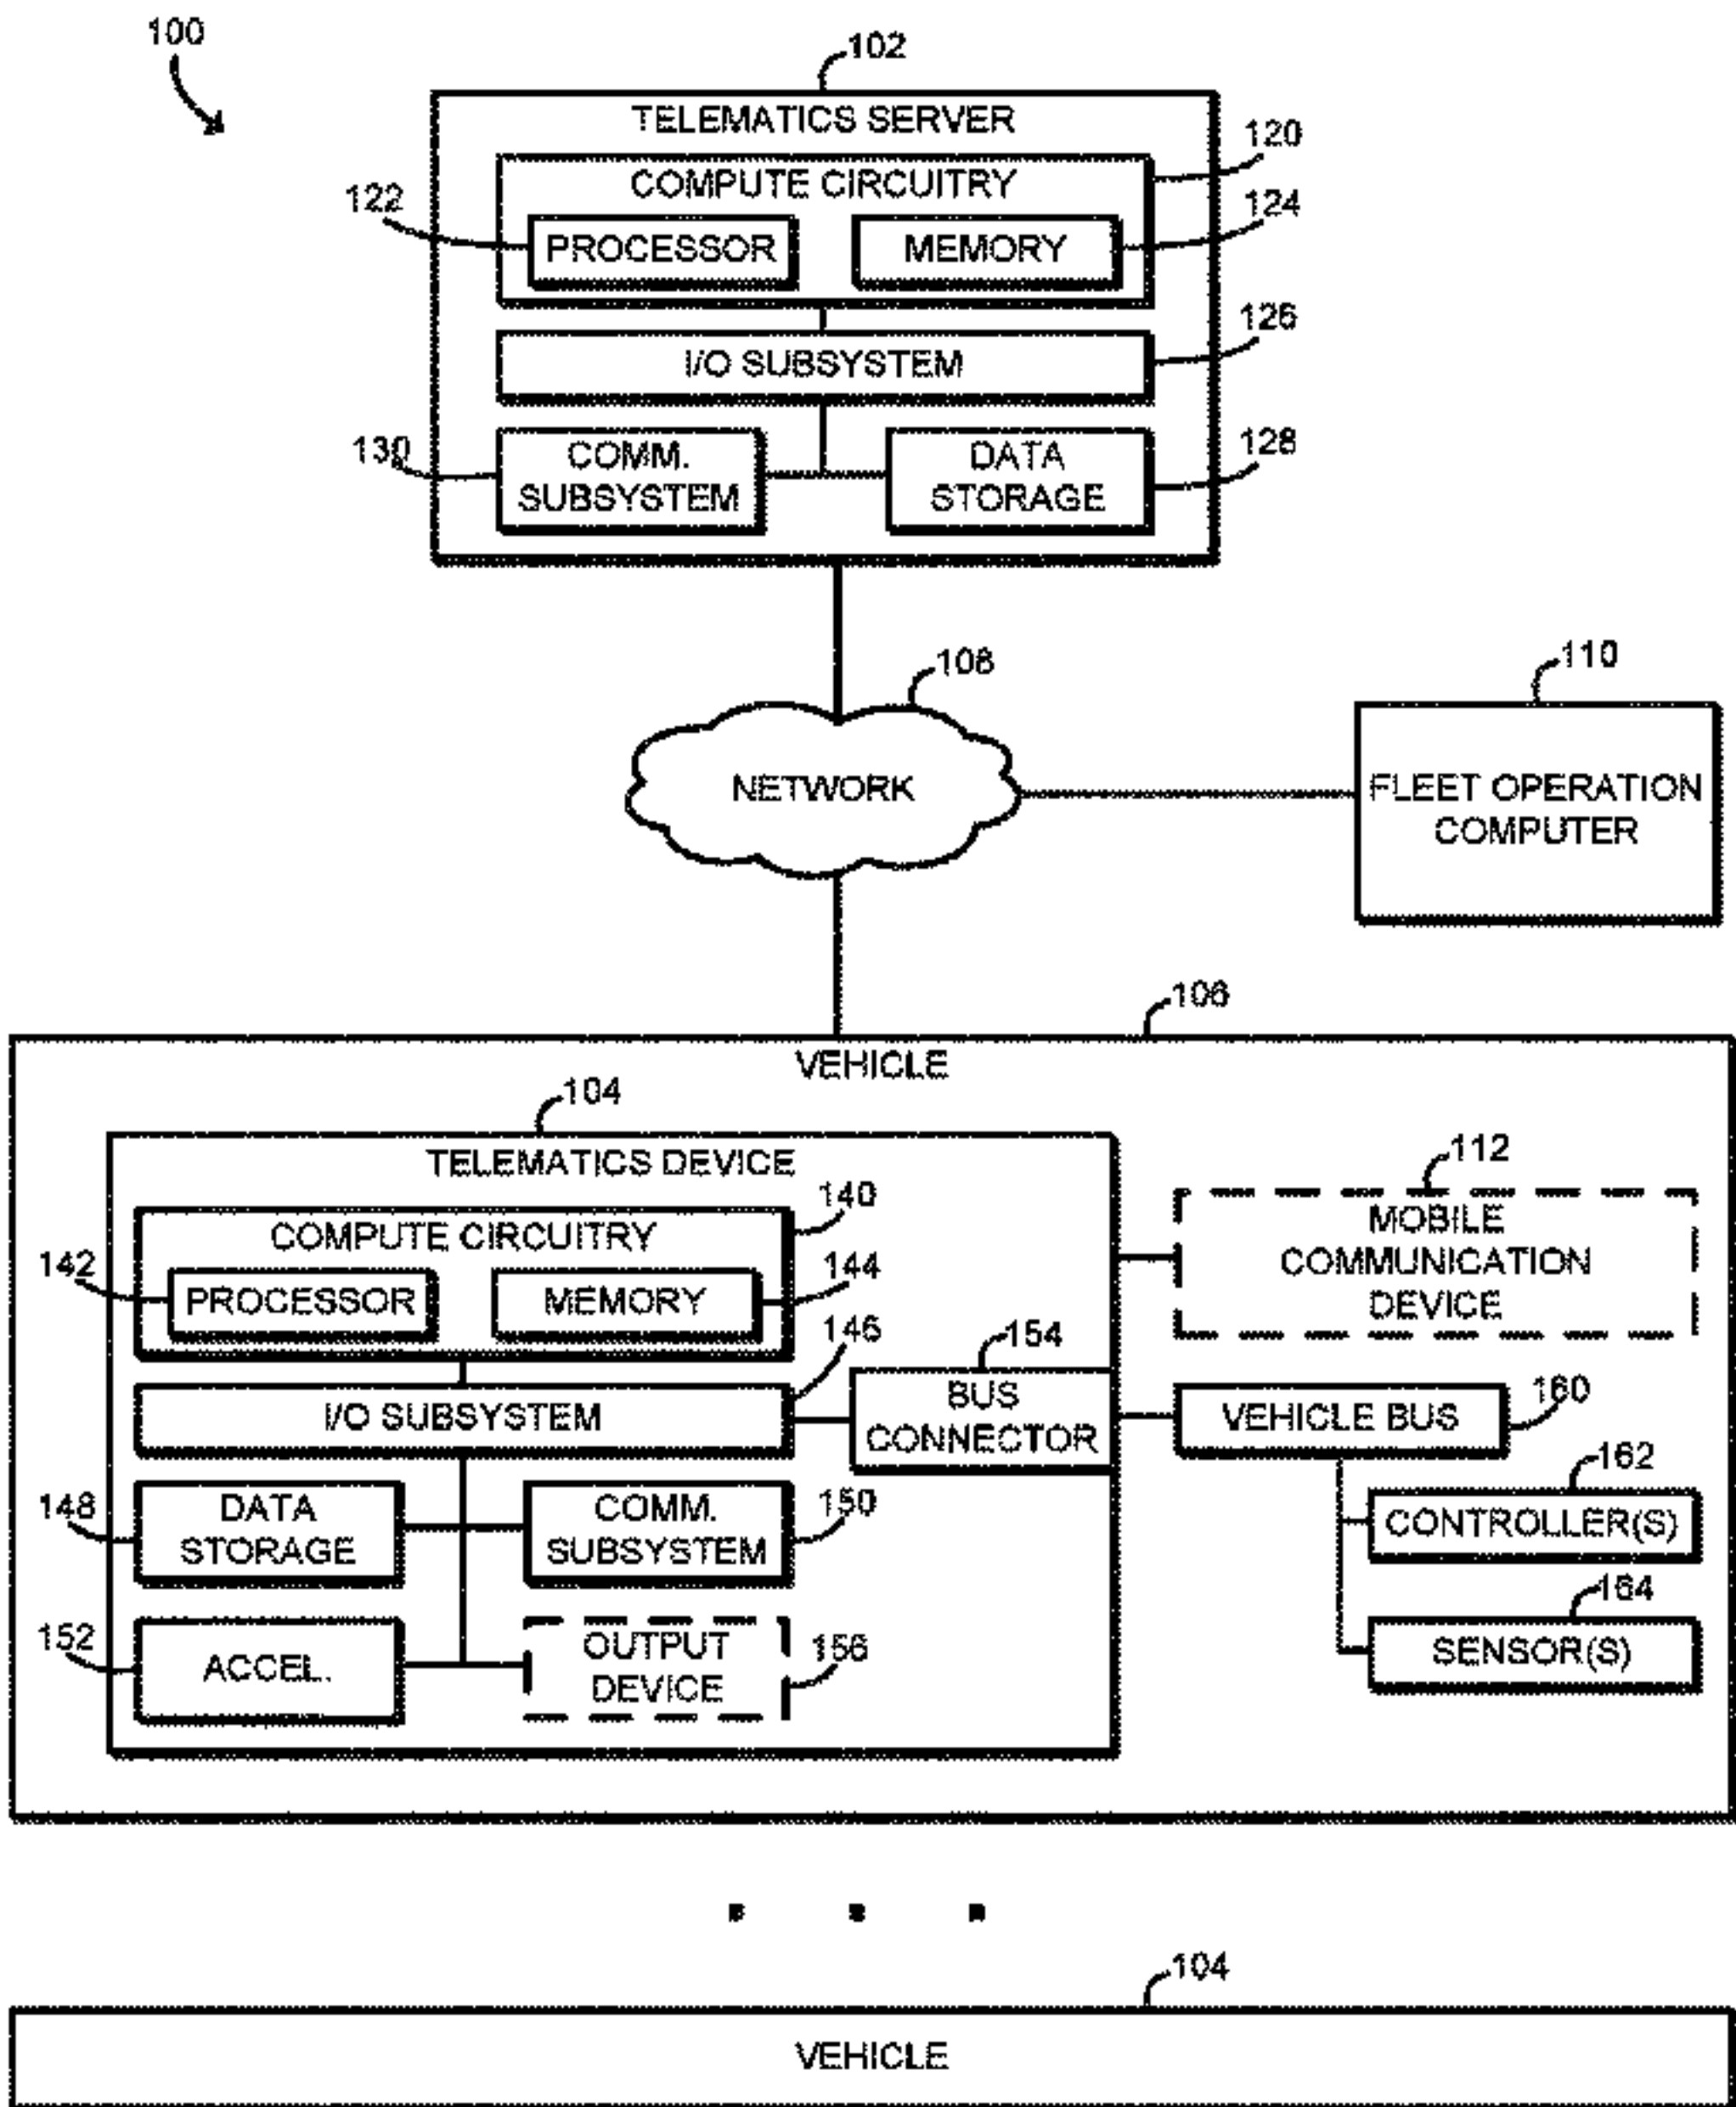 100
102
TELEMATICS SERVER
120
COMPUTE CIRCUITRY
122
124
PROCESSOR
MEMORY
126
I/O SUBSYSTEM
130
COMM.
SUBSYSTEM
DATA
STORAGE
128
108
110
NETWORK
FLEET OPERATION
COMPUTER
106
VEHICLE
104
TELEMATICS DEVICE
112
140
COMPUTE CIRCUITRY
MOBILE
COMMUNICATION
DEVICE
142
144
PROCESSOR
MEMORY
146
154
I/O SUBSYSTEM
BUS
CONNECTOR
VEHICLE BUS
160
162
148
DATA
STORAGE
COMM.
SUBSYSTEM
150
CONTROLLER(S)
164
152
ACCEL.
OUTPUT
DEVICE
156
SENSOR(S)
104
VEHICLE